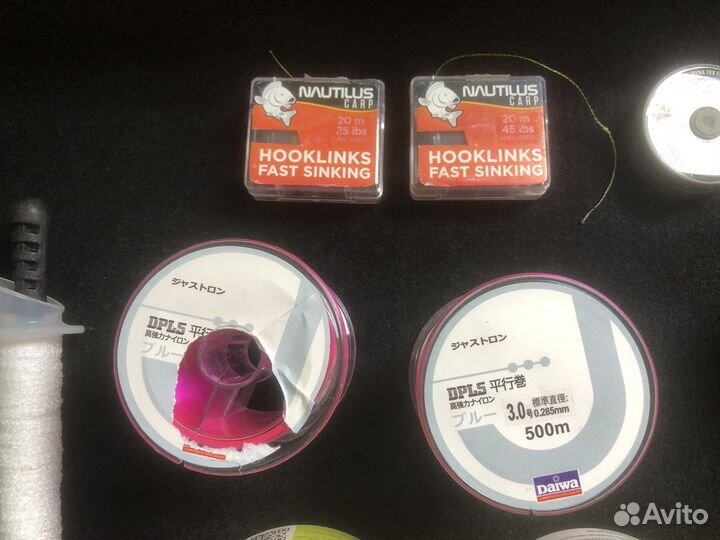 NAUTILUS
CARP
20 m
25 lbs
HOOKLINKS
FAST SINKING
NAUTILUS
CARP
20 m
45 lbs
HOOKLINKS
FAST SINKING
ジャストロン
DPLS 平行
高強力ナイロン
ブルー
ジャストロン
DPLS 平行巻
高強力ナイロン
ブルー
3.0号
標準直径:
0.285mm
500m
DAIWA
Avito